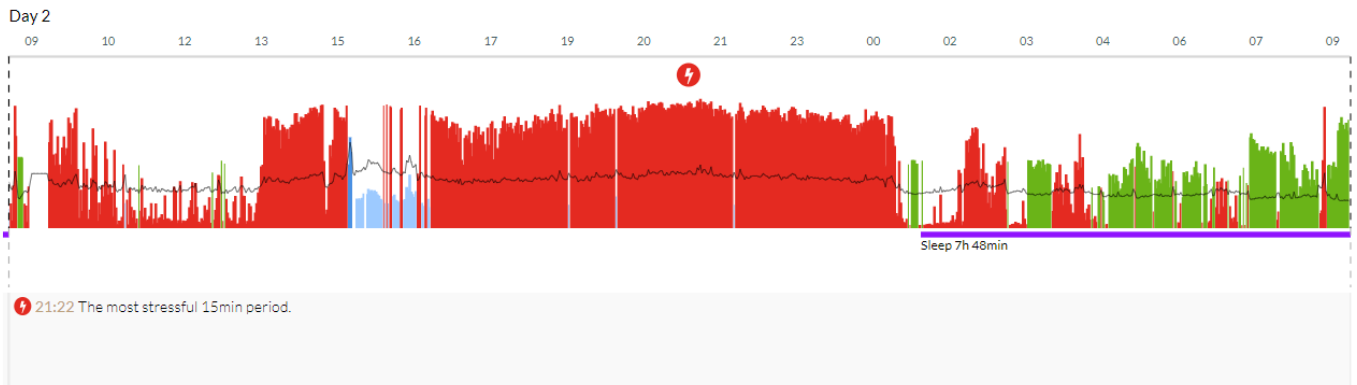 Day 2
09 10 12 13 15 16 17 19 20 21 23 00 02 03 04 06 07 09
Sleep 7h 48min
21:22 The most stressful 15min period.